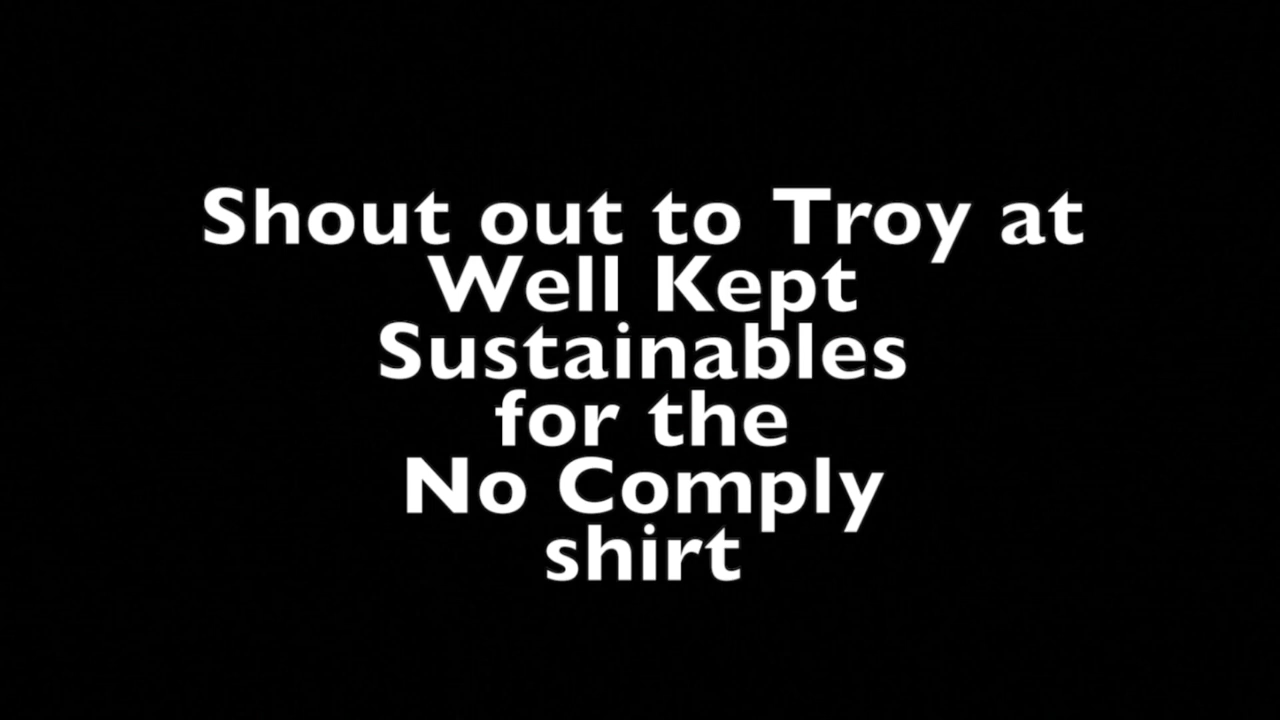 Shout out to Troy at
Well Kept
Sustainables
for the
No Comply
shirt